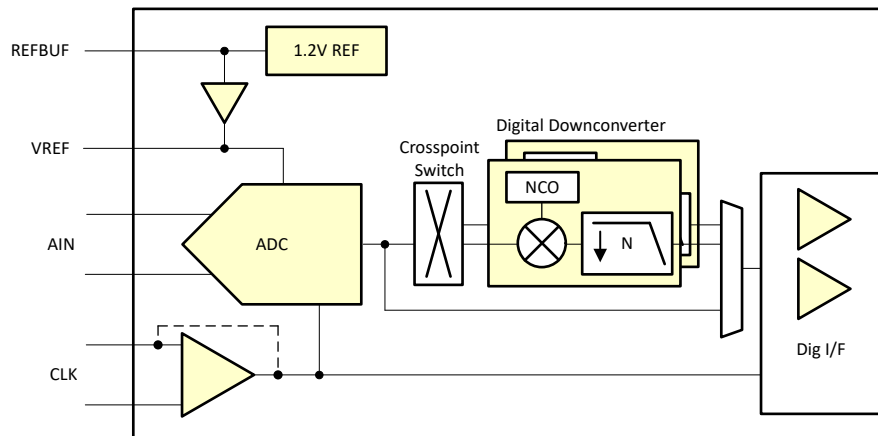 REFBUF
1.2V REF
VREF
Digital Downconverter
Crosspoint
Switch
NCO
AIN
ADC
N
Dig I/F
CLK